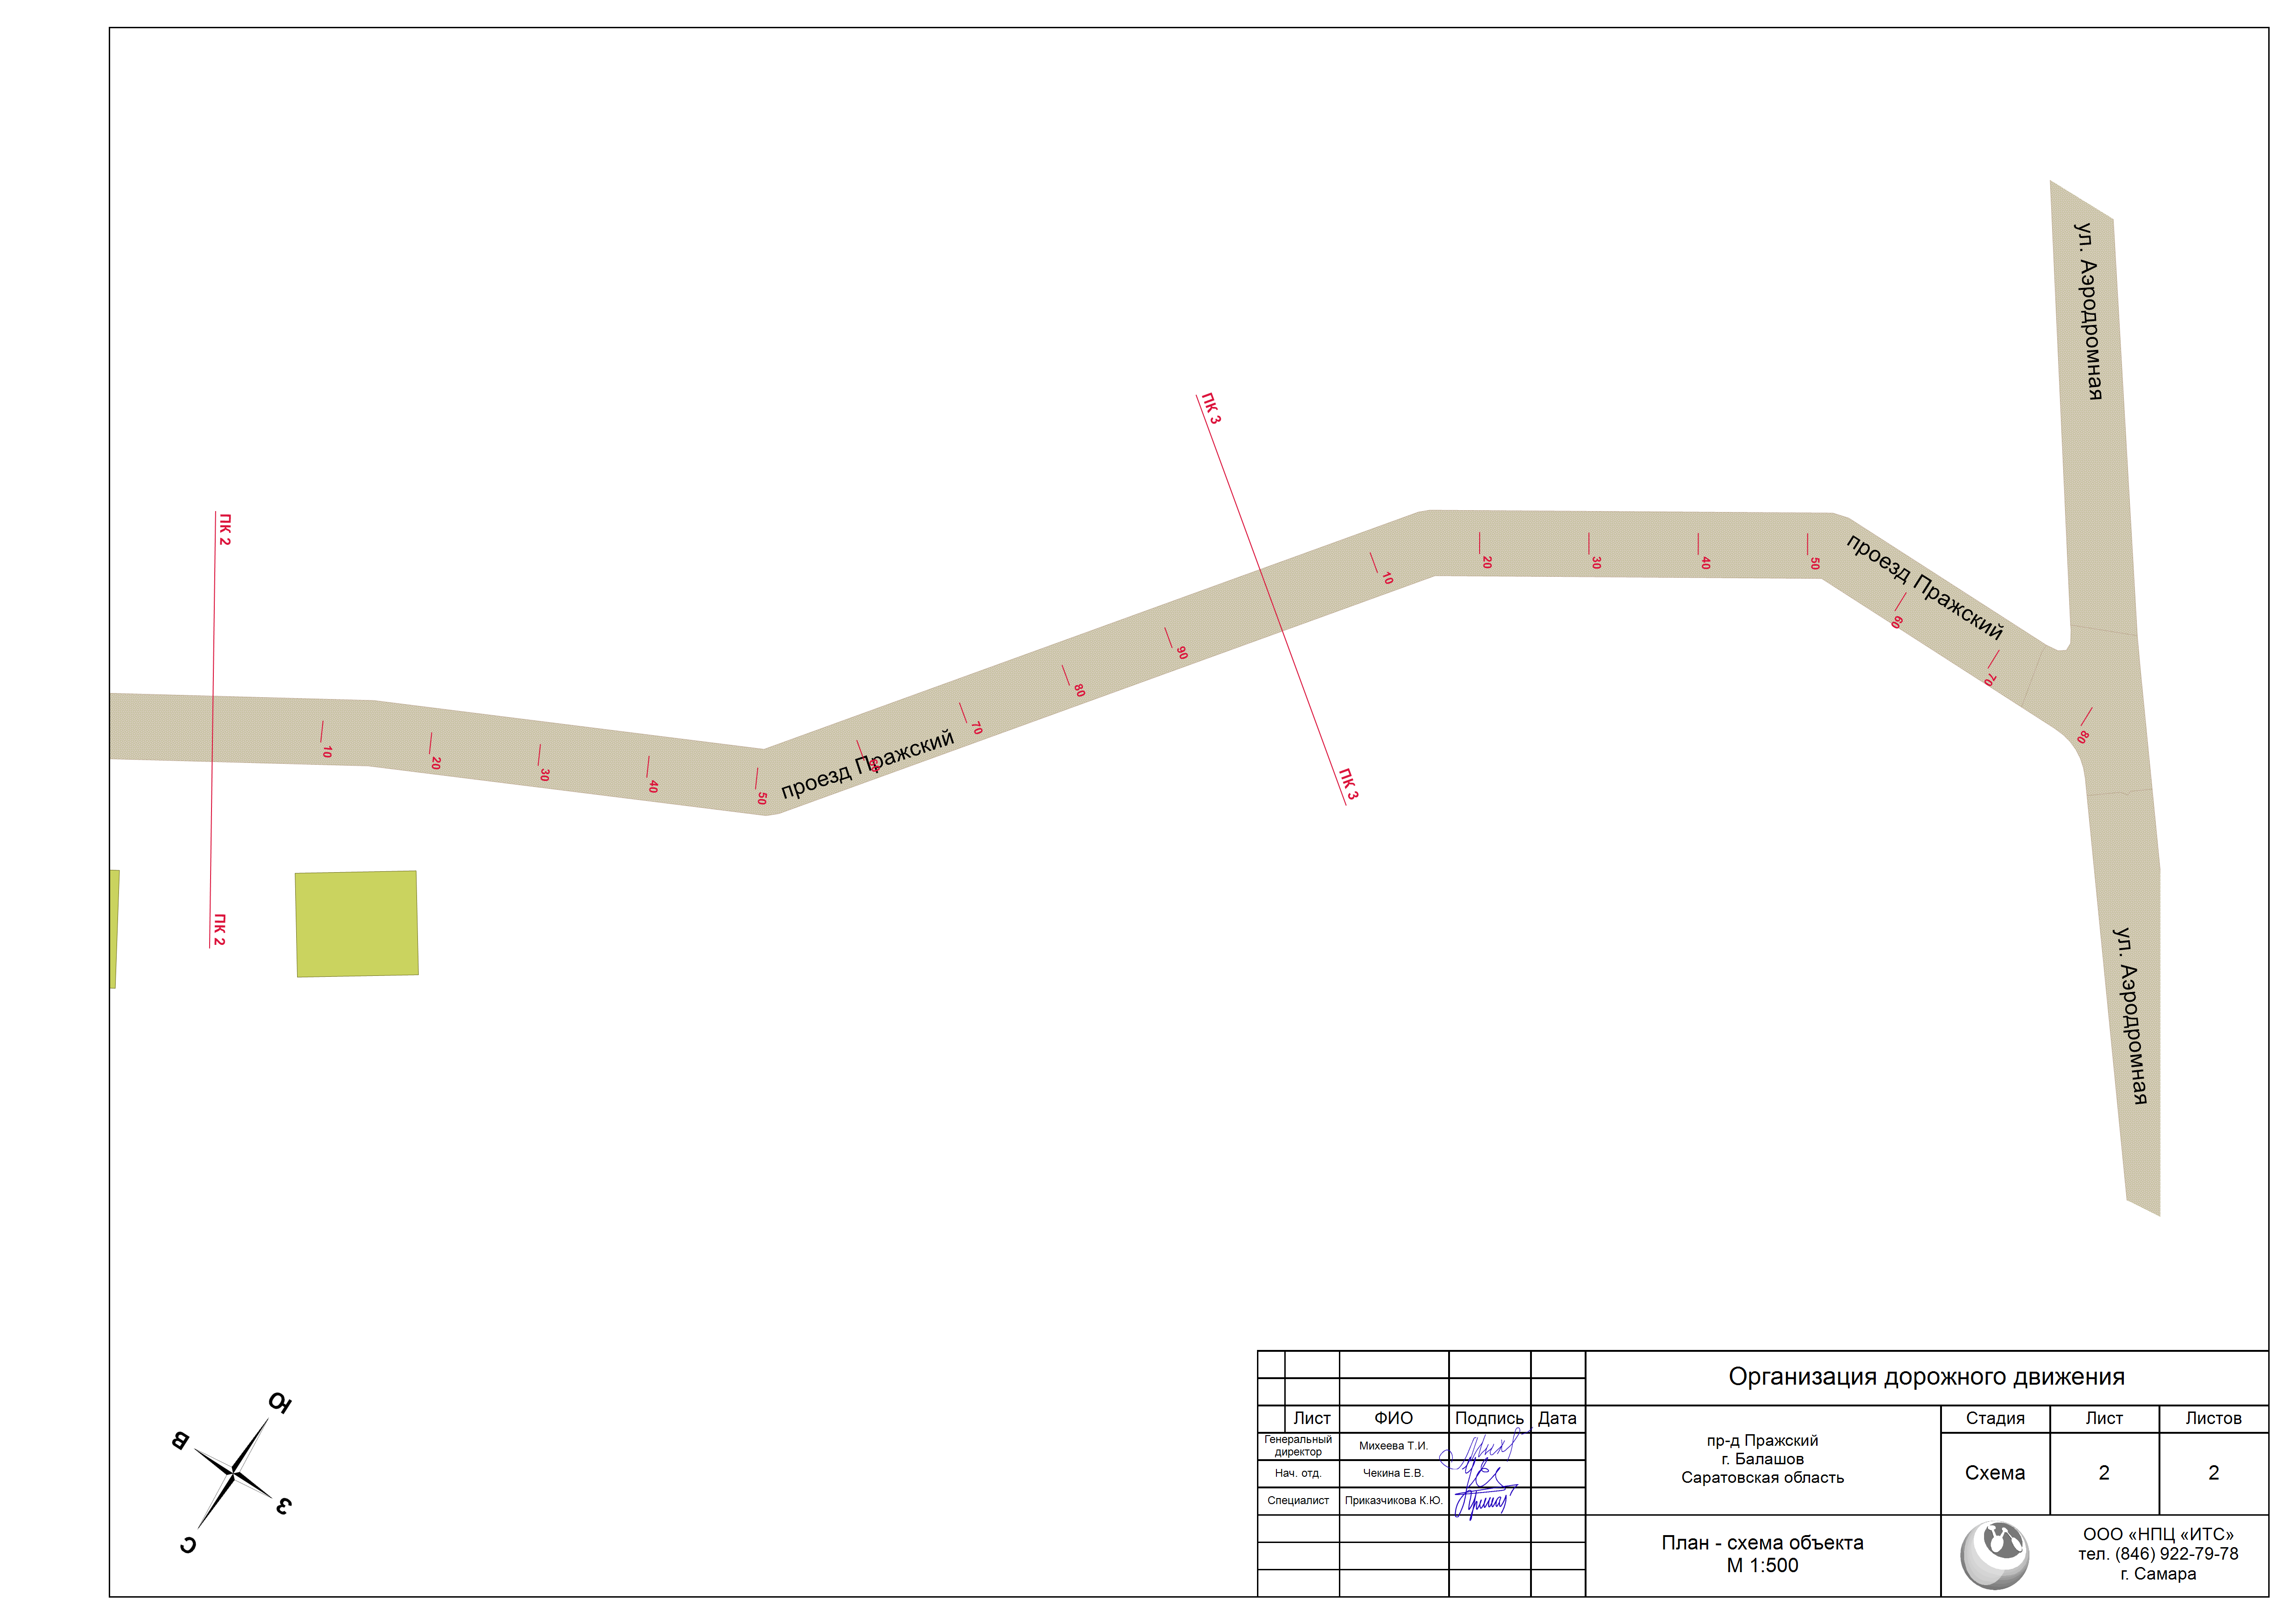 ул. Аэродромная
ПК 3
ПК 2
проезд Пражский
10
20
30
40
50
60
70
80
90
10
20
30
40
50
60
70
80
проезд Пражский
ПК 3
ПК 2
ул. Аэродромная
Ю
В
З
С
Организация дорожного движения
Лист ФИО Подпись Дата
Генеральный
директор
Михеева Т.И.
Нач. отд. Чекина Е.В.
Специалист Приказчикова К.Ю.
пр-д Пражский
г. Балашов
Саратовская область
Стадия Лист Листов
Схема 2 2
План - схема объекта
М 1:500
ООО «НПЦ «ИТС»
тел. (846) 922-79-78
г. Самара